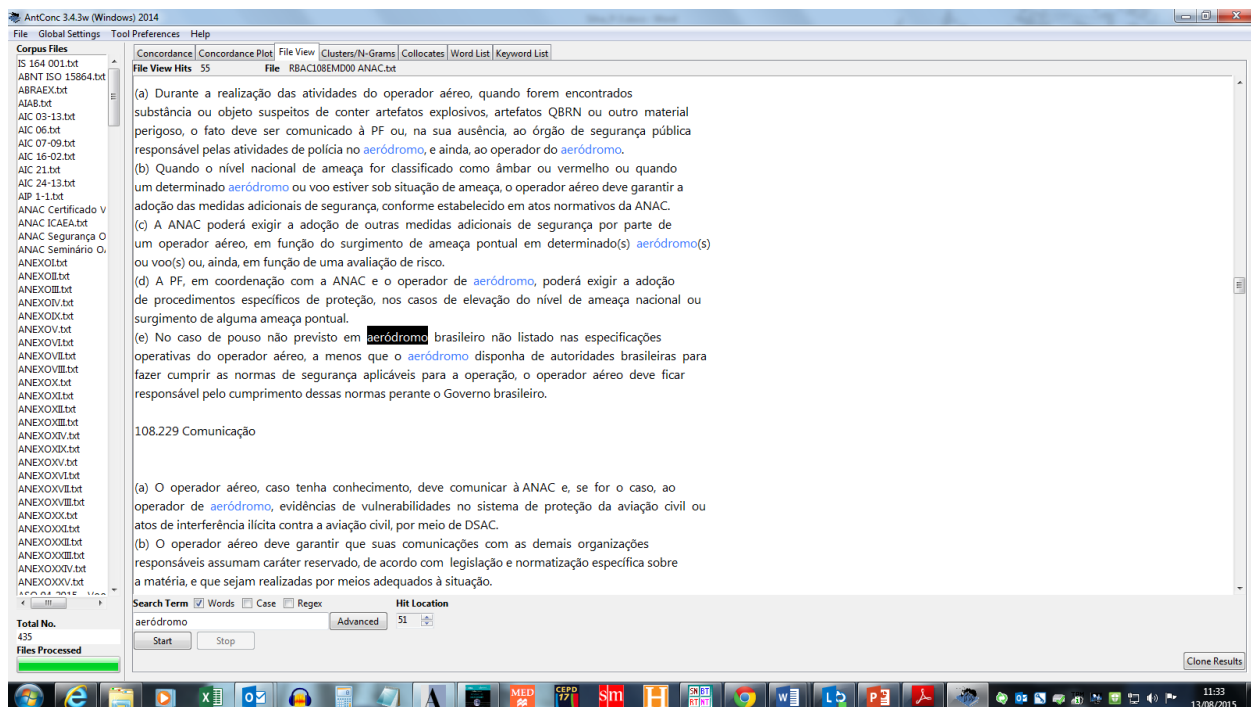 AntConc 3.4.3w (Windows) 2014
File Global Settings Tool Preferences Help
Corpus Files
IS 164 001.txt
ABNT ISO 15864.txt
ABRAEX.txt
AIAB.txt
AIC 03-13.txt
AIC 06.txt
AIC 07-09.txt
AIC 16-02.txt
AIC 21.txt
AIC 24-13.txt
AIP 1-1.txt
ANAC Certificado V
ANAC ICAEA.txt
ANAC Segurança O
ANAC Seminário O
ANEXOI.txt
ANEXOII.txt
ANEXOIII.txt
ANEXOIV.txt
ANEXOIX.txt
ANEXOV.txt
ANEXOVI.txt
ANEXOVII.txt
ANEXOVIII.txt
ANEXOX.txt
ANEXOXI.txt
ANEXOXII.txt
ANEXOXIII.txt
ANEXOXIV.txt
ANEXOXIX.txt
ANEXOXV.txt
ANEXOXVI.txt
ANEXOXVII.txt
ANEXOXVIII.txt
ANEXOXX.txt
ANEXOXXI.txt
ANEXOXXII.txt
ANEXOXXIII.txt
ANEXOXXIV.txt
ANEXOXXV.txt
Total No.
435
Files Processed
Concordance Concordance Plot File View Clusters/N-Grams Collocates Word List Keyword List
File View Hits 55 File RBAC108EMD00 ANAC.txt
(a) Durante a realização das atividades do operador aéreo, quando forem encontrados
substância ou objeto suspeitos de conter artefatos explosivos, artefatos QBRN ou outro material
perigoso, o fato deve ser comunicado à PF ou, na sua ausência, ao órgão de segurança pública
responsável pelas atividades de polícia no aeródromo, e ainda, ao operador do aeródromo.
(b) Quando o nível nacional de ameaça for classificado como âmbar ou vermelho ou quando
um determinado aeródromo ou voo estiver sob situação de ameaça, o operador aéreo deve garantir a
adoção das medidas adicionais de segurança, conforme estabelecido em atos normativos da ANAC.
(c) A ANAC poderá exigir a adoção de outras medidas adicionais de segurança por parte de
um operador aéreo, em função do surgimento de ameaça pontual em determinado(s) aeródromo(s)
ou voo(s) ou, ainda, em função de uma avaliação de risco.
(d) A PF, em coordenação com a ANAC e o operador de aeródromo, poderá exigir a adoção
de procedimentos específicos de proteção, nos casos de elevação do nível de ameaça nacional ou
surgimento de alguma ameaça pontual.
(e) No caso de pouso não previsto em aeródromo brasileiro não listado nas especificações
operativas do operador aéreo, a menos que o aeródromo disponha de autoridades brasileiras para
fazer cumprir as normas de segurança aplicáveis para a operação, o operador aéreo deve ficar
responsável pelo cumprimento dessas normas perante o Governo brasileiro.
108.229 Comunicação
(a) O operador aéreo, caso tenha conhecimento, deve comunicar à ANAC e, se for o caso, ao
operador de aeródromo, evidências de vulnerabilidades no sistema de proteção da aviação civil ou
atos de interferência ilícita contra a aviação civil, por meio de DSAC.
(b) O operador aéreo deve garantir que suas comunicações com as demais organizações
responsáveis assumam caráter reservado, de acordo com legislação e normatização específica sobre
a matéria, e que sejam realizadas por meios adequados à situação.
Search Term Words Case Regex Hit Location
aeródromo Advanced 51
Start Stop
Clone Results
MED CEPD 171 sm H SN BT RT NT
11:33
13/08/2015